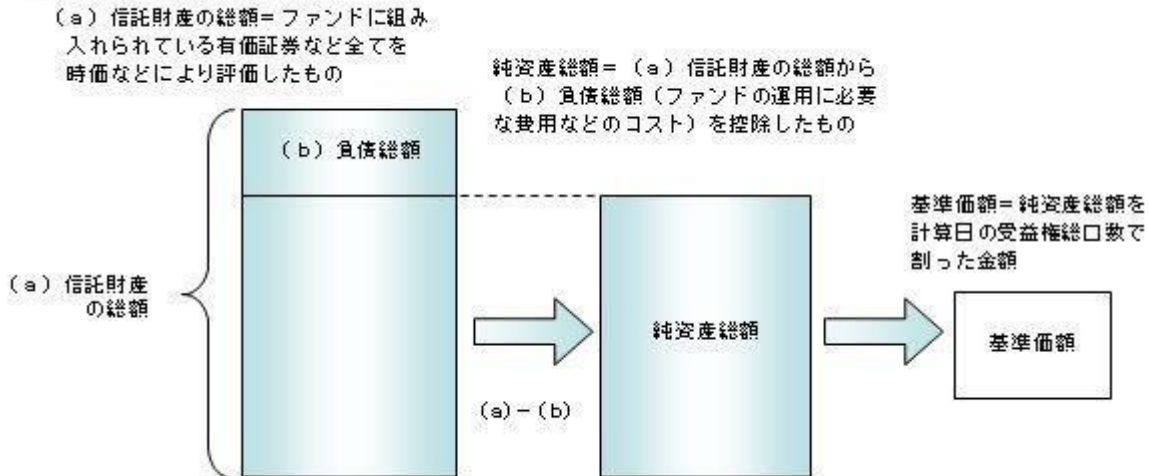 (a)信託財産の総額=ファンドに組み
入れられている有価証券など全てを
時価などにより評価したもの
純資産総額=(a)信託財産の総額から
(b)負債総額(ファンドの運用に必要
な費用などのコスト)を控除したもの
(b)負債総額
基準価額=純資産総額を
計算日の受益権総口数で
割った金額
(a)信託財産
の総額
純資産総額
基準価額
(a)-(b)